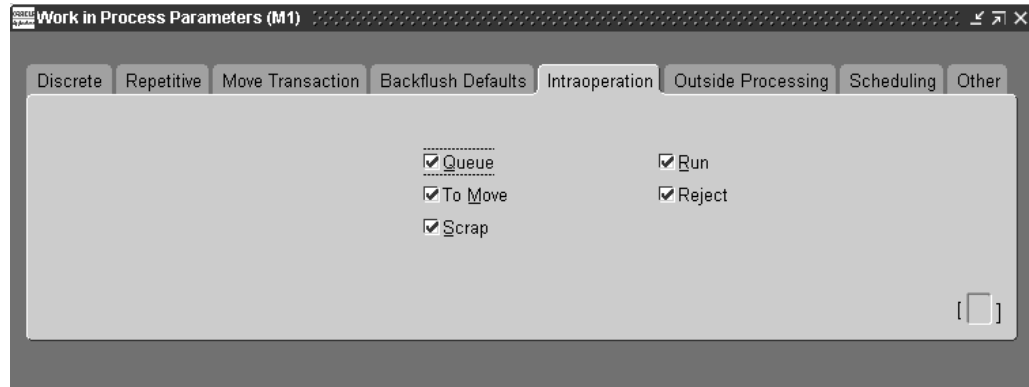 ORACLE
Work in Process Parameters (M1)
Discrete Repetitive Move Transaction Backflush Defaults Intraoperation Outside Processing Scheduling Other
Queue Run
To Move Reject
Scrap
[ ]